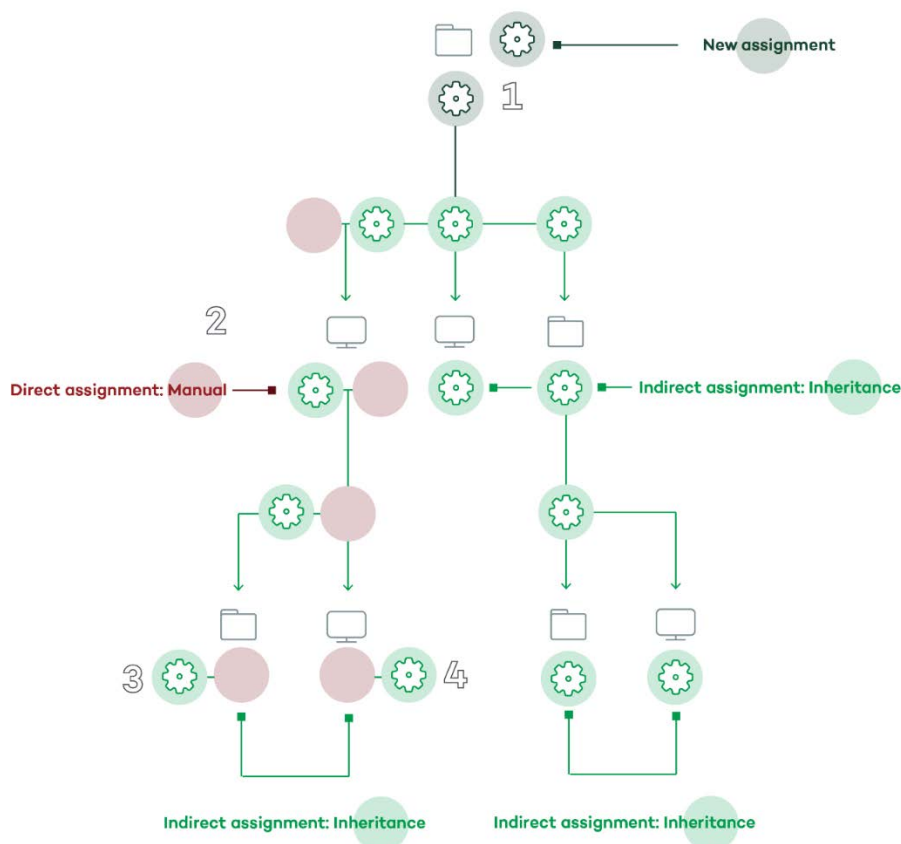 New assignment
1
2
Direct assignment: Manual
Indirect assignment: Inheritance
3
4
Indirect assignment: Inheritance
Indirect assignment: Inheritance